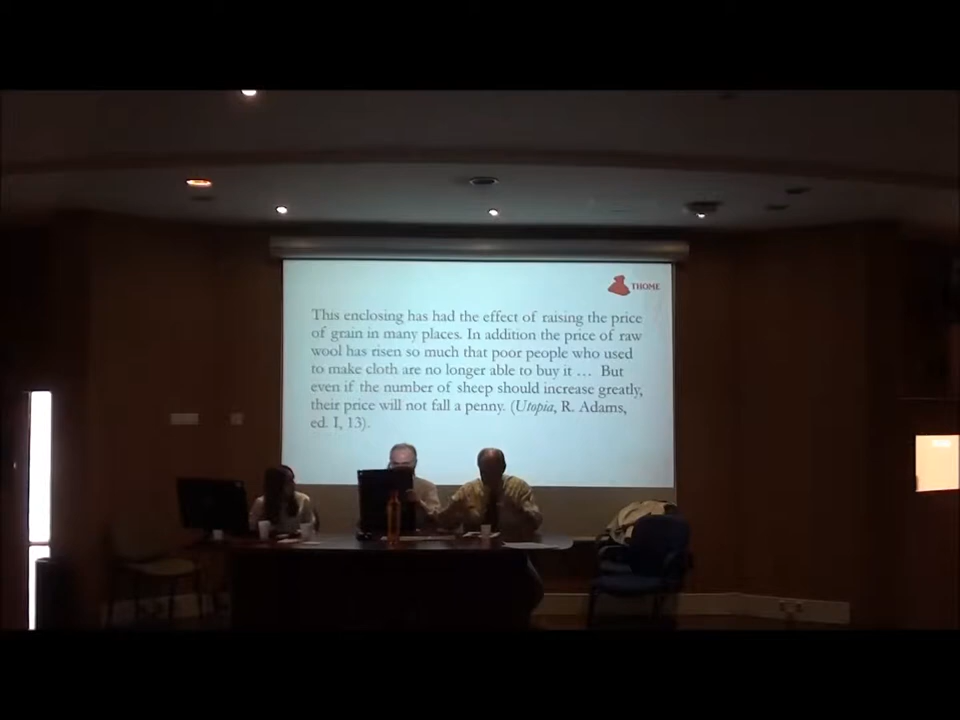 THOME
This enclosing has had the effect of raising the price
of grain in many places. In addition the price of raw
wool has risen so much that poor people who used
to make cloth are no longer able to buy it … But
even if the number of sheep should increase greatly,
their price will not fall a penny. (Utopia, R. Adams,
ed. I, 13).